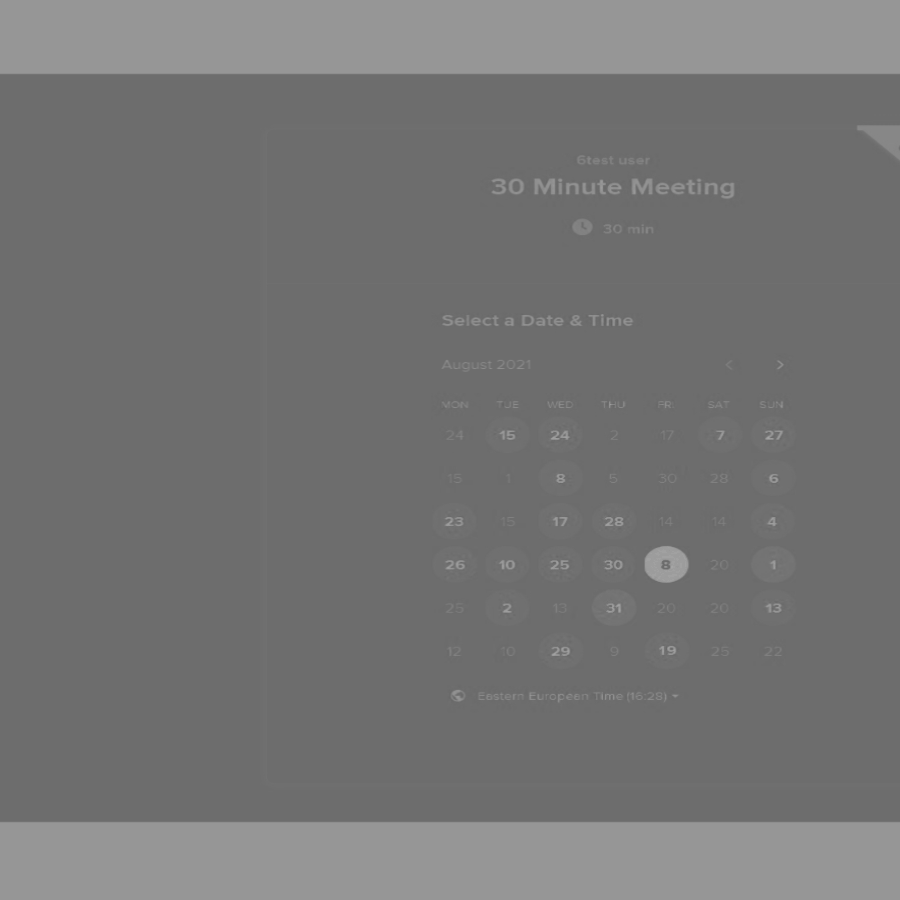 6test user
30 Minute Meeting
30 min
Select a Date & Time
August 2021
MON TUE WED THU FRI SAT SUN
24 15 24 2 17 7 27
15 1 8 5 30 28 6
23 15 17 28 14 14 4
26 10 25 30 8 20 1
25 2 13 31 20 20 13
12 10 29 9 19 25 22
Eestern Europeen Time (16:28)